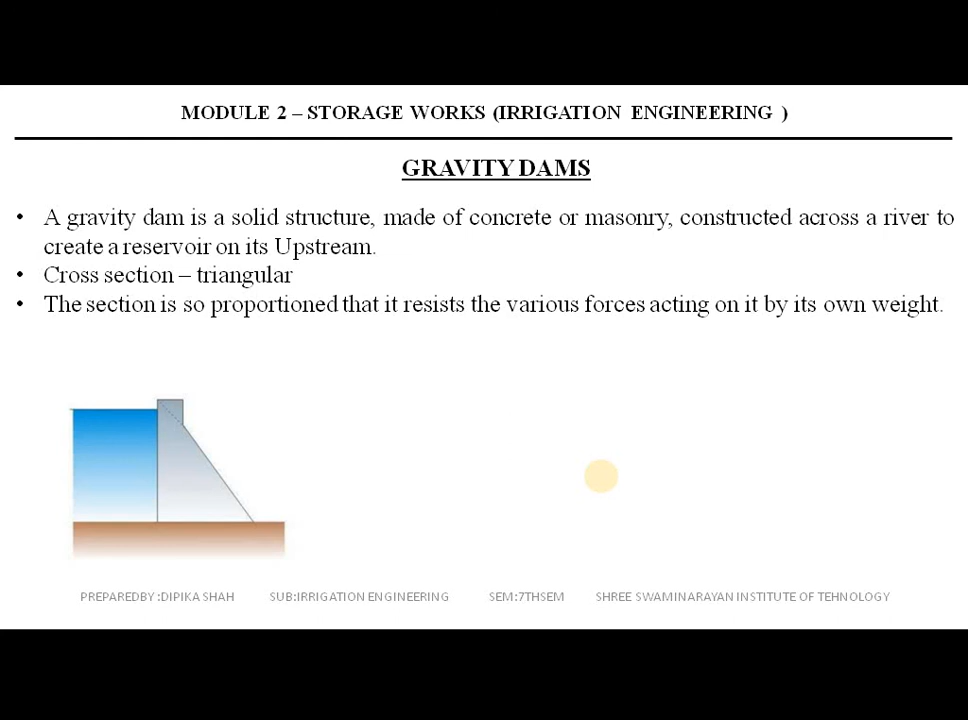 MODULE 2 – STORAGE WORKS (IRRIGATION ENGINEERING )
GRAVITY DAMS
• A gravity dam is a solid structure, made of concrete or masonry, constructed across a river to
create a reservoir on its Upstream.
• Cross section – triangular
• The section is so proportioned that it resists the various forces acting on it by its own weight.
PREPAREDBY :DIPIKA SHAH SUB:IRRIGATION ENGINEERING SEM:7THSEM SHREE SWAMINARAYAN INSTITUTE OF TEHNOLOGY